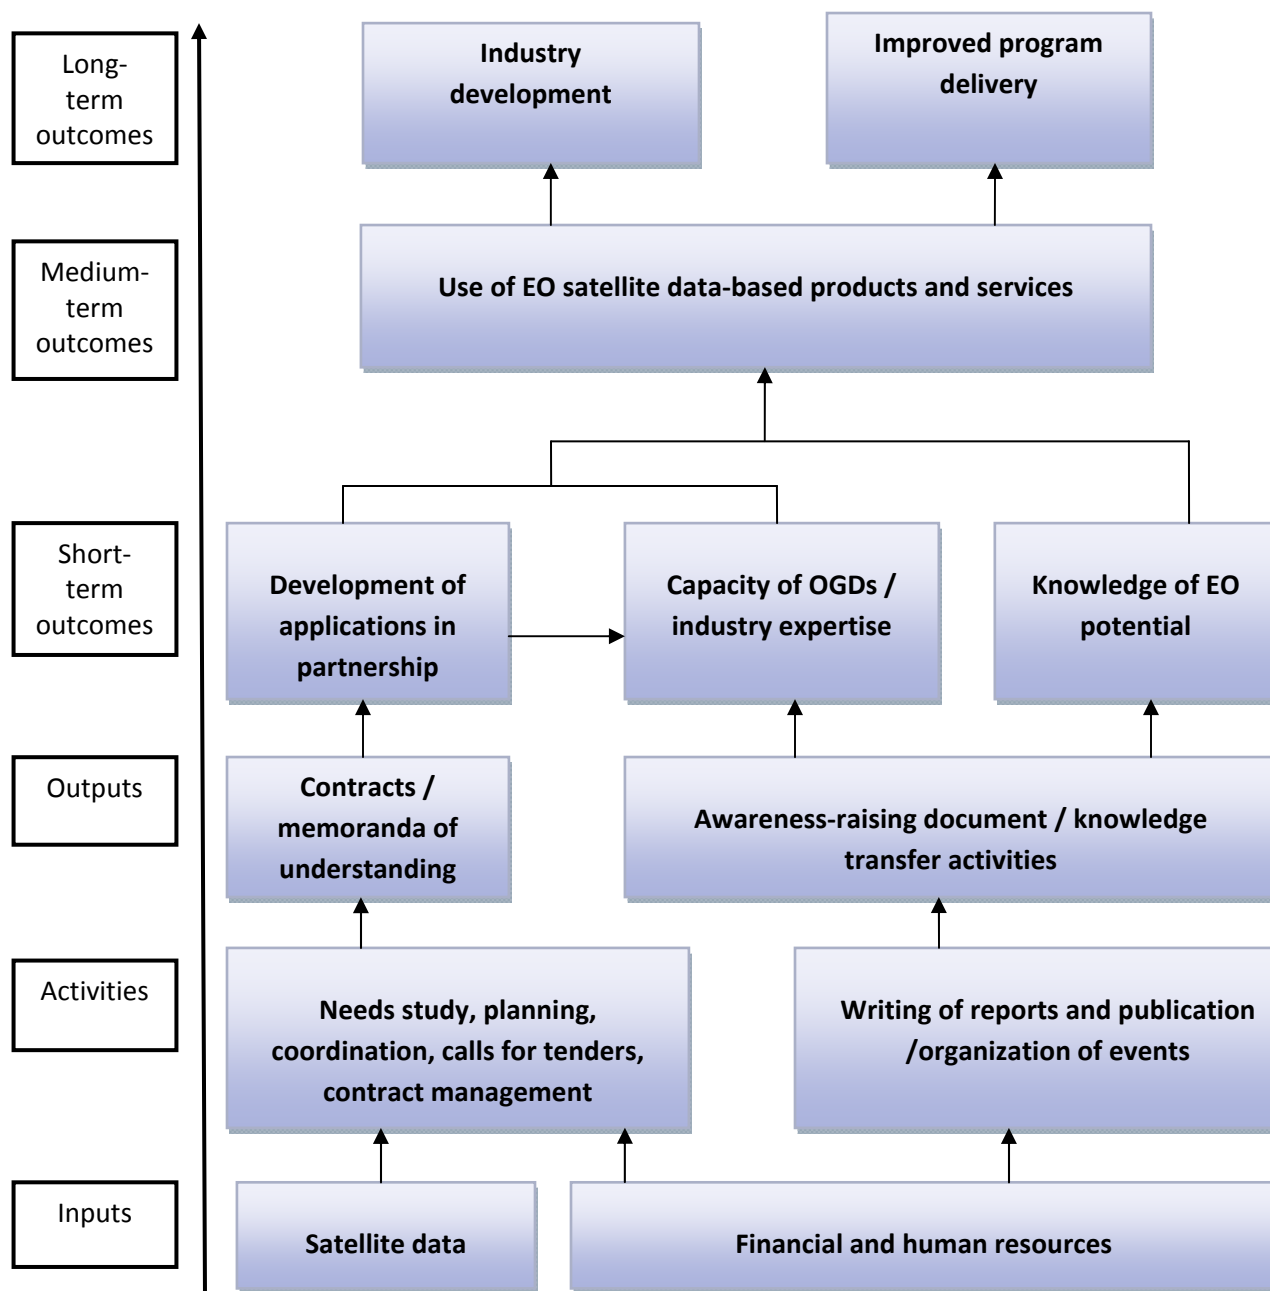 Long-
term
outcomes
Industry
development
Improved program
delivery
Medium-
term
outcomes
Use of EO satellite data-based products and services
Short-
term
outcomes
Development of
applications in
partnership
Capacity of OGDs /
industry expertise
Knowledge of EO
potential
Outputs
Contracts /
memoranda of
understanding
Awareness-raising document / knowledge
transfer activities
Activities
Needs study, planning,
coordination, calls for tenders,
contract management
Writing of reports and publication
/organization of events
Inputs
Satellite data
Financial and human resources